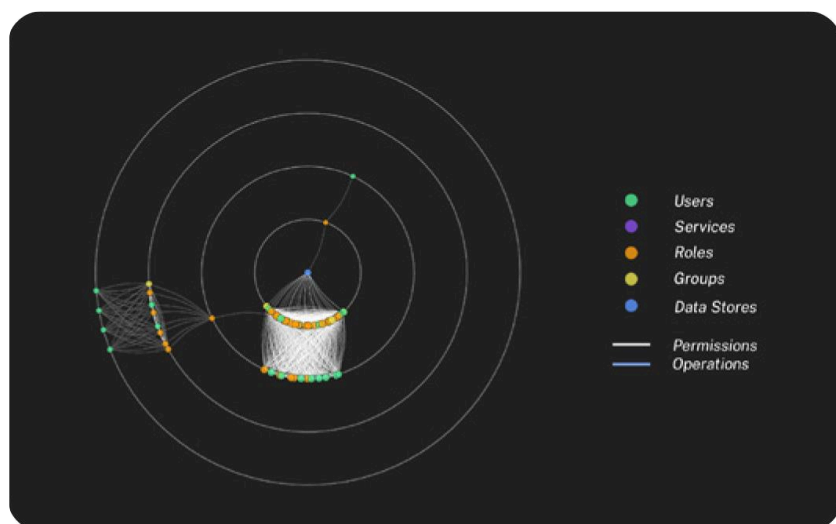 Users
Services
Roles
Groups
Data Stores
Permissions
Operations